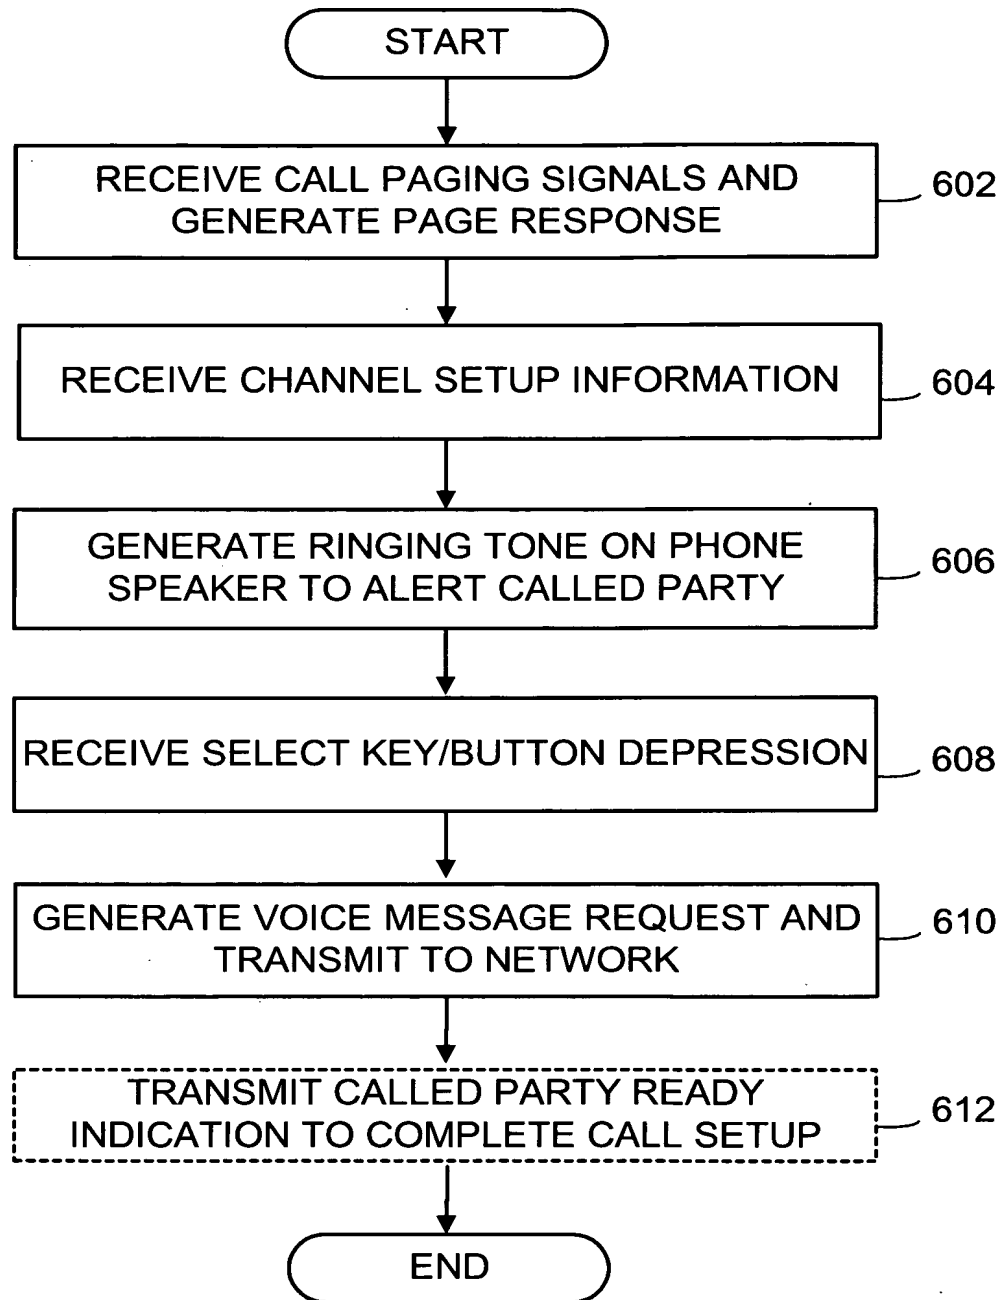 START
RECEIVE CALL PAGING SIGNALS AND
GENERATE PAGE RESPONSE
602
RECEIVE CHANNEL SETUP INFORMATION
604
GENERATE RINGING TONE ON PHONE
SPEAKER TO ALERT CALLED PARTY
606
RECEIVE SELECT KEY/BUTTON DEPRESSION
608
GENERATE VOICE MESSAGE REQUEST AND
TRANSMIT TO NETWORK
610
TRANSMIT CALLED PARTY READY
INDICATION TO COMPLETE CALL SETUP
612
END